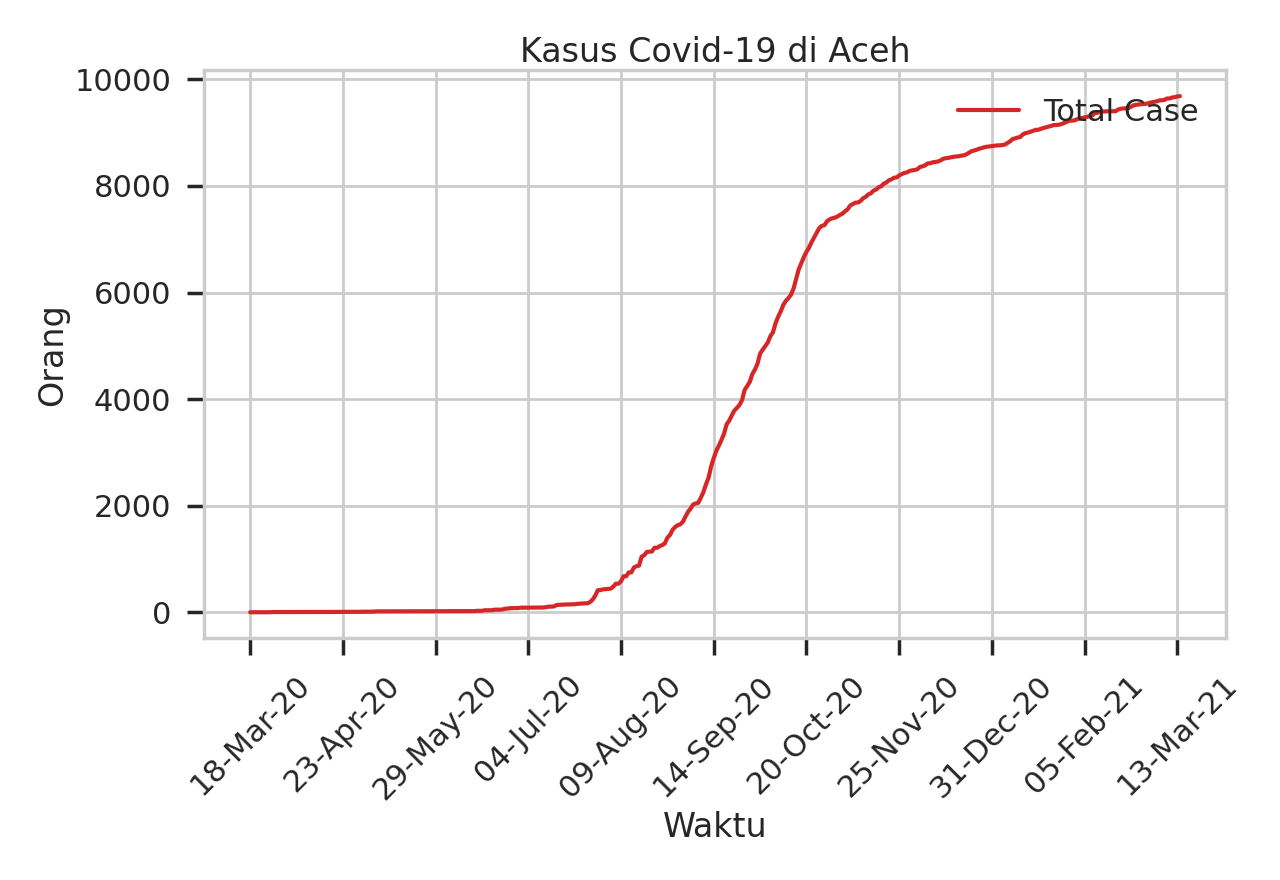 Kasus Covid-19 di Aceh
10000
8000
6000
4000
2000
0
Orang
Total Case
18-Mar-20
23-Apr-20
29-May-20
04-Jul-20
09-Aug-20
14-Sep-20
20-Oct-20
25-Nov-20
31-Dec-20
05-Feb-21
13-Mar-21
Waktu